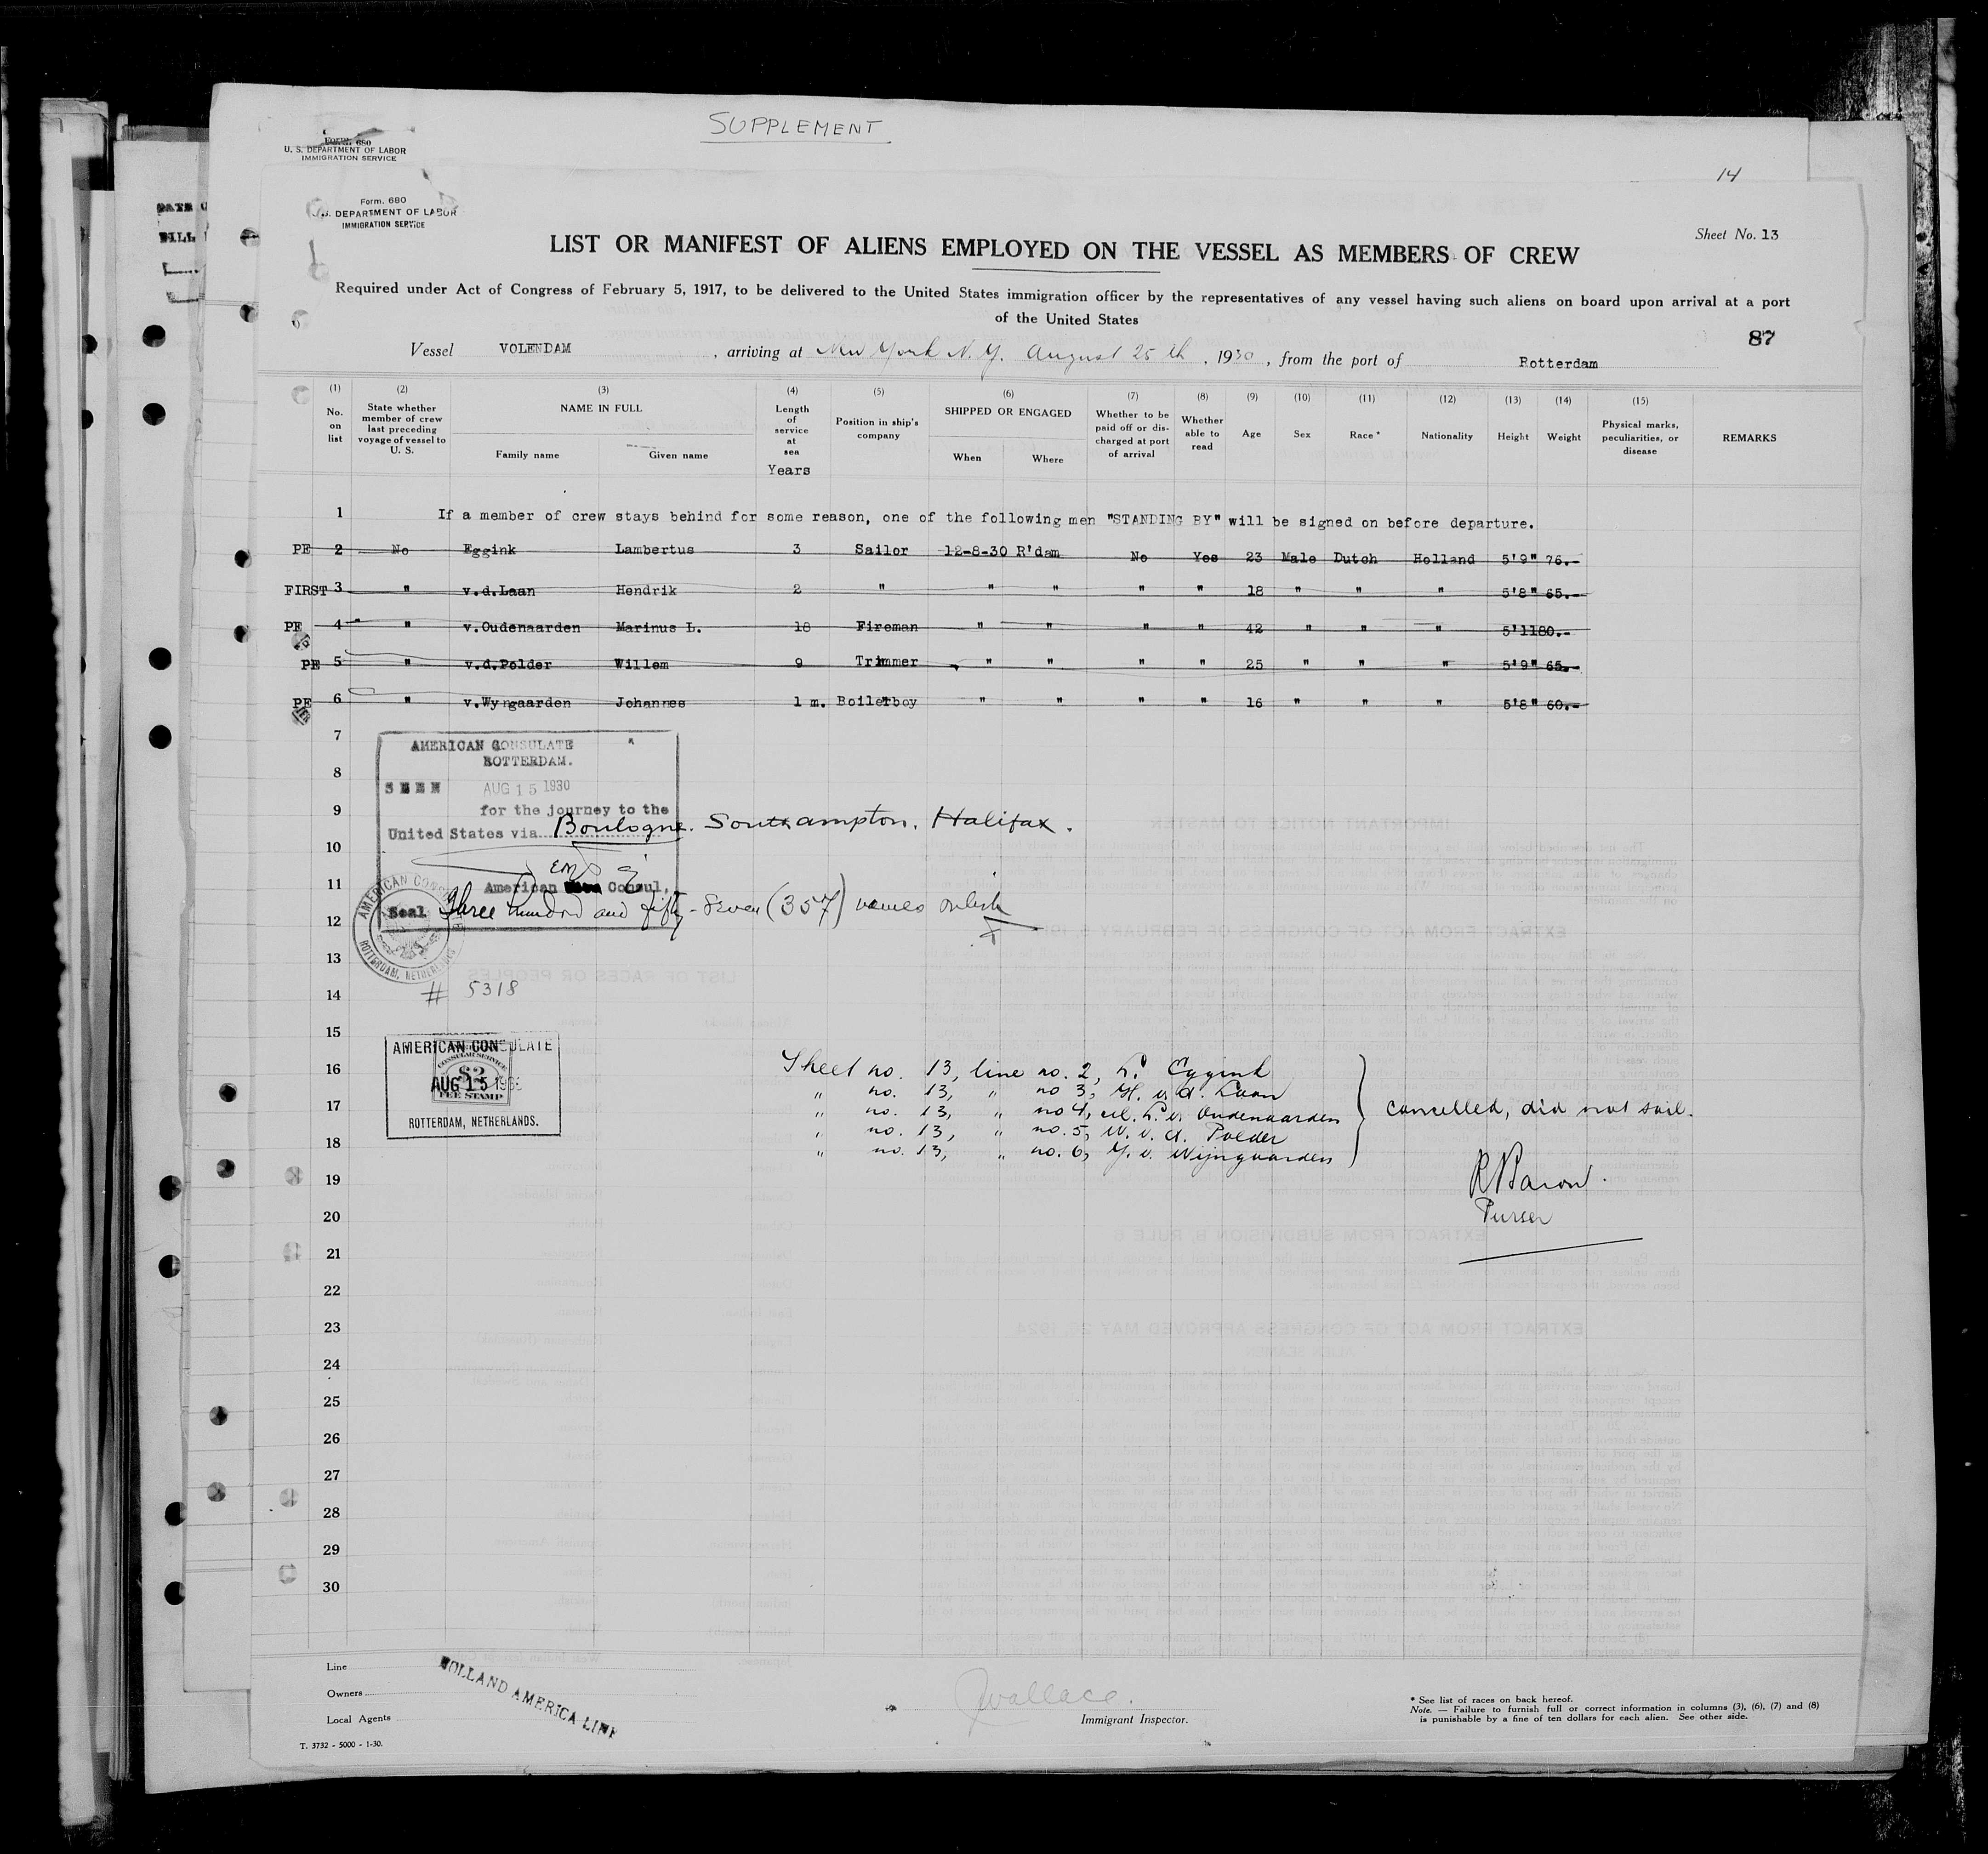 SUPPLEMENT
Form. 680
U. S. DEPARTMENT OF LABOR
IMMIGRATION SERVICE
14
Form. 680
U.S. DEPARTMENT OF LABOR
IMMIGRATION SERVICE
Sheet No. 13
LIST OR MANIFEST OF ALIENS EMPLOYED ON THE VESSEL AS MEMBERS OF CREW
Required under Act of Congress of February 5, 1917, to be delivered to the United States immigration officer by the representatives of any vessel having such aliens on board upon arrival at a port
of the United States
87
Vessel VOLENDAM, arriving at New York N. Y. August 25th, 1930, from the port of Rotterdam
(1) No. on list
(2) State whether member of crew last preceding voyage of vessel to U. S.
(3) NAME IN FULL Family name Given name
(4) Length of service at sea Years
(5) Position in ship's company
(6) SHIPPED OR ENGAGED When Where
(7) Whether to be paid off or discharged at port of arrival
(8) Whether able to read
(9) Age
(10) Sex
(11) Race *
(12) Nationality
(13) Height
(14) Weight
(15) Physical marks, peculiarities, or disease
REMARKS
1 If a member of crew stays behind for some reason, one of the following men "STANDING BY" will be signed on before departure.
PE 2 No Eggink Lambertus 3 Sailor 12-8-30 R'dam No Yes 23 Male Dutch Holland 5'9" 76.-
FIRST 3 " v.d.Laan Hendrik 2 " " " " " 18 " " " 5'8" 65.-
PE 4 " v.Oudenaarden Marinus L. 18 Fireman " " " " 42 " " " 5'11 80.-
PE 5 " v.d.Polder Willem 9 Trimmer " " " " 25 " " " 5'9" 65.-
PE 6 " v.Wyngaarden Johannes 1 m. Boilerboy " " " " 16 " " " 5'8" 60.-
7
AMERICAN CONSULATE
ROTTERDAM.
8
SEEN AUG 15 1930
9
for the journey to the
United States via Boulogne. Southampton. Halifax.
10
11
American Consul,
Seal Three hundred and fifty-seven (357) names on list
12
AMERICAN CONSULATE ROTTERDAM, NETHERLANDS
13
# 5318
14
15
AMERICAN CONSULATE
CONSULAR SERVICE
$2
AUG 15 1930
FEE STAMP
ROTTERDAM, NETHERLANDS.
16 Sheet no. 13, line no. 2, L. Eggink
" no. 13, " no 3, H. v. d. Laan
17 " no. 13, " no 4, M. L. v. Oudenaarden
cancelled, did not sail.
" no. 13, " no. 5, W. v. d. Polder
18 " no. 13, " no. 6, J. v. Wijngaarden
19
R Baron.
20
Purser
21
22
23
24
25
26
27
28
29
30
Line
Owners
Local Agents
HOLLAND AMERICA LINE
JWallace.
Immigrant Inspector.
* See list of races on back hereof.
Note. — Failure to furnish full or correct information in columns (3), (6), (7) and (8)
is punishable by a fine of ten dollars for each alien. See other side.
T. 3732 - 5000 - 1-30.